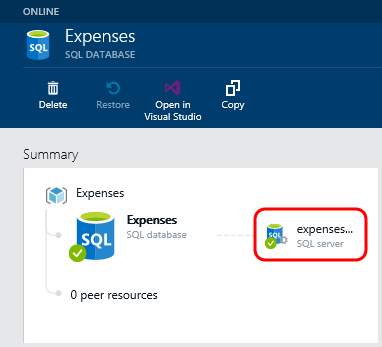 ONLINE
SQL
Expenses
SQL DATABASE
Delete
Restore
Open in
Visual Studio
Copy
Summary
Expenses
SQL
Expenses
SQL database
expenses...
SQL server
0 peer resources